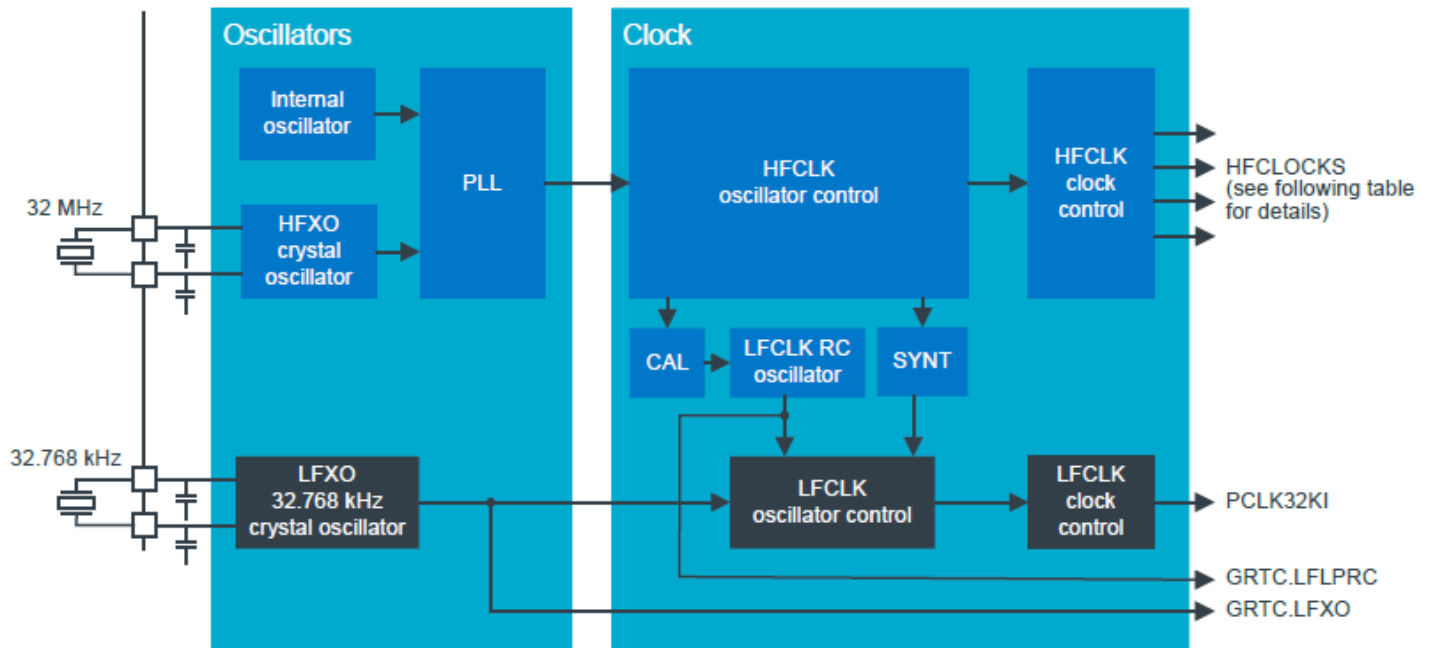 Oscillators
Clock
Internal
oscillator
PLL
HFCLK
oscillator control
HFCLK
clock
control
HFCLOCKS
(see following table
for details)
32 MHz
HFXO
crystal
oscillator
CAL
LFCLK RC
oscillator
SYNT
32.768 kHz
LFXO
32.768 kHz
crystal oscillator
LFCLK
oscillator control
LFCLK
clock
control
PCLK32KI
GRTC.LFLPRC
GRTC.LFXO